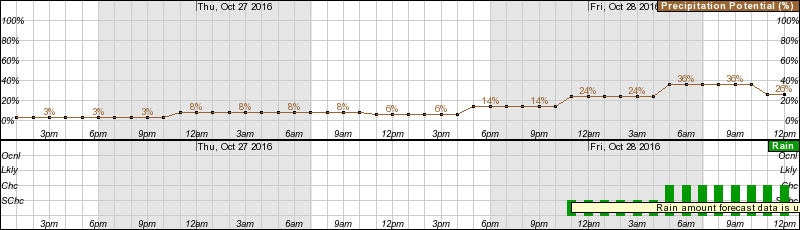 Thu, Oct 27 2016 Fri, Oct 28 2016 Precipitation Potential (%)
100% 100%
80% 80%
60% 60%
40% 40%
20% 3% 3% 3% 8% 8% 8% 8% 6% 6% 14% 14% 24% 24% 36% 36% 26% 20%
0% 0%
3pm 6pm 9pm 12am 3am 6am 9am 12pm 3pm 6pm 9pm 12am 3am 6am 9am 12pm
Thu, Oct 27 2016 Fri, Oct 28 2016 Rain
Ocnl Ocnl
Lkly Lkly
Chc Chc
SChc SChc
Rain amount forecast data is u
3pm 6pm 9pm 12am 3am 6am 9am 12pm 3pm 6pm 9pm 12am 3am 6am 9am 12pm